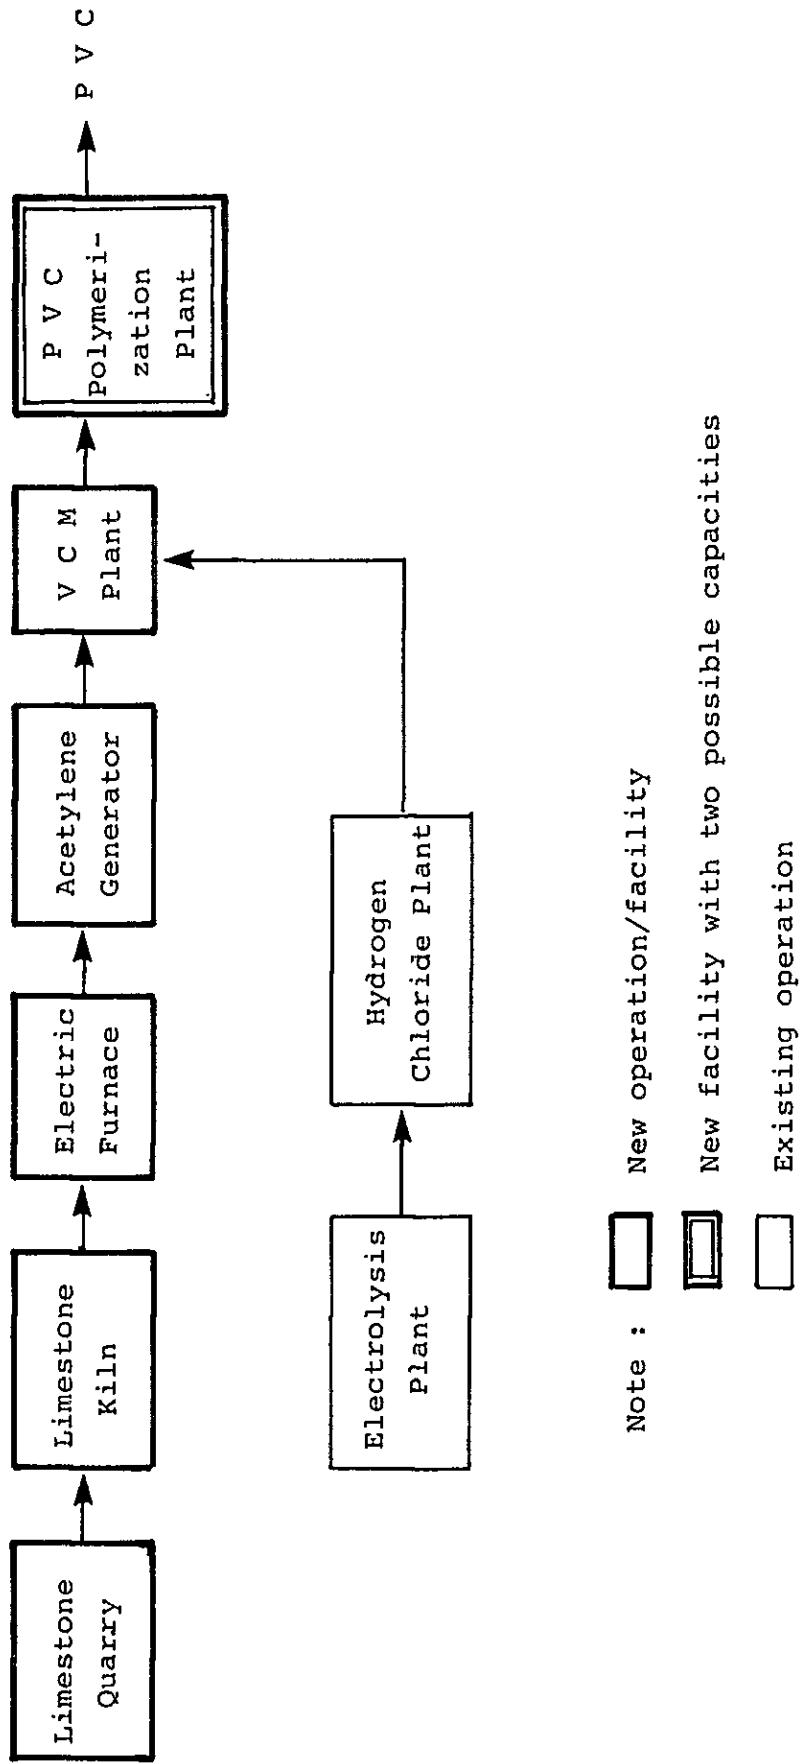 Limestone
Quarry
Limestone
Kiln
Electric
Furnace
Acetylene
Generator
V C M
Plant
P V C
Polymeri-
zation
Plant
P V C
Electrolysis
Plant
Hydrogen
Chloride Plant
Note :
New operation/facility
New facility with two possible capacities
Existing operation